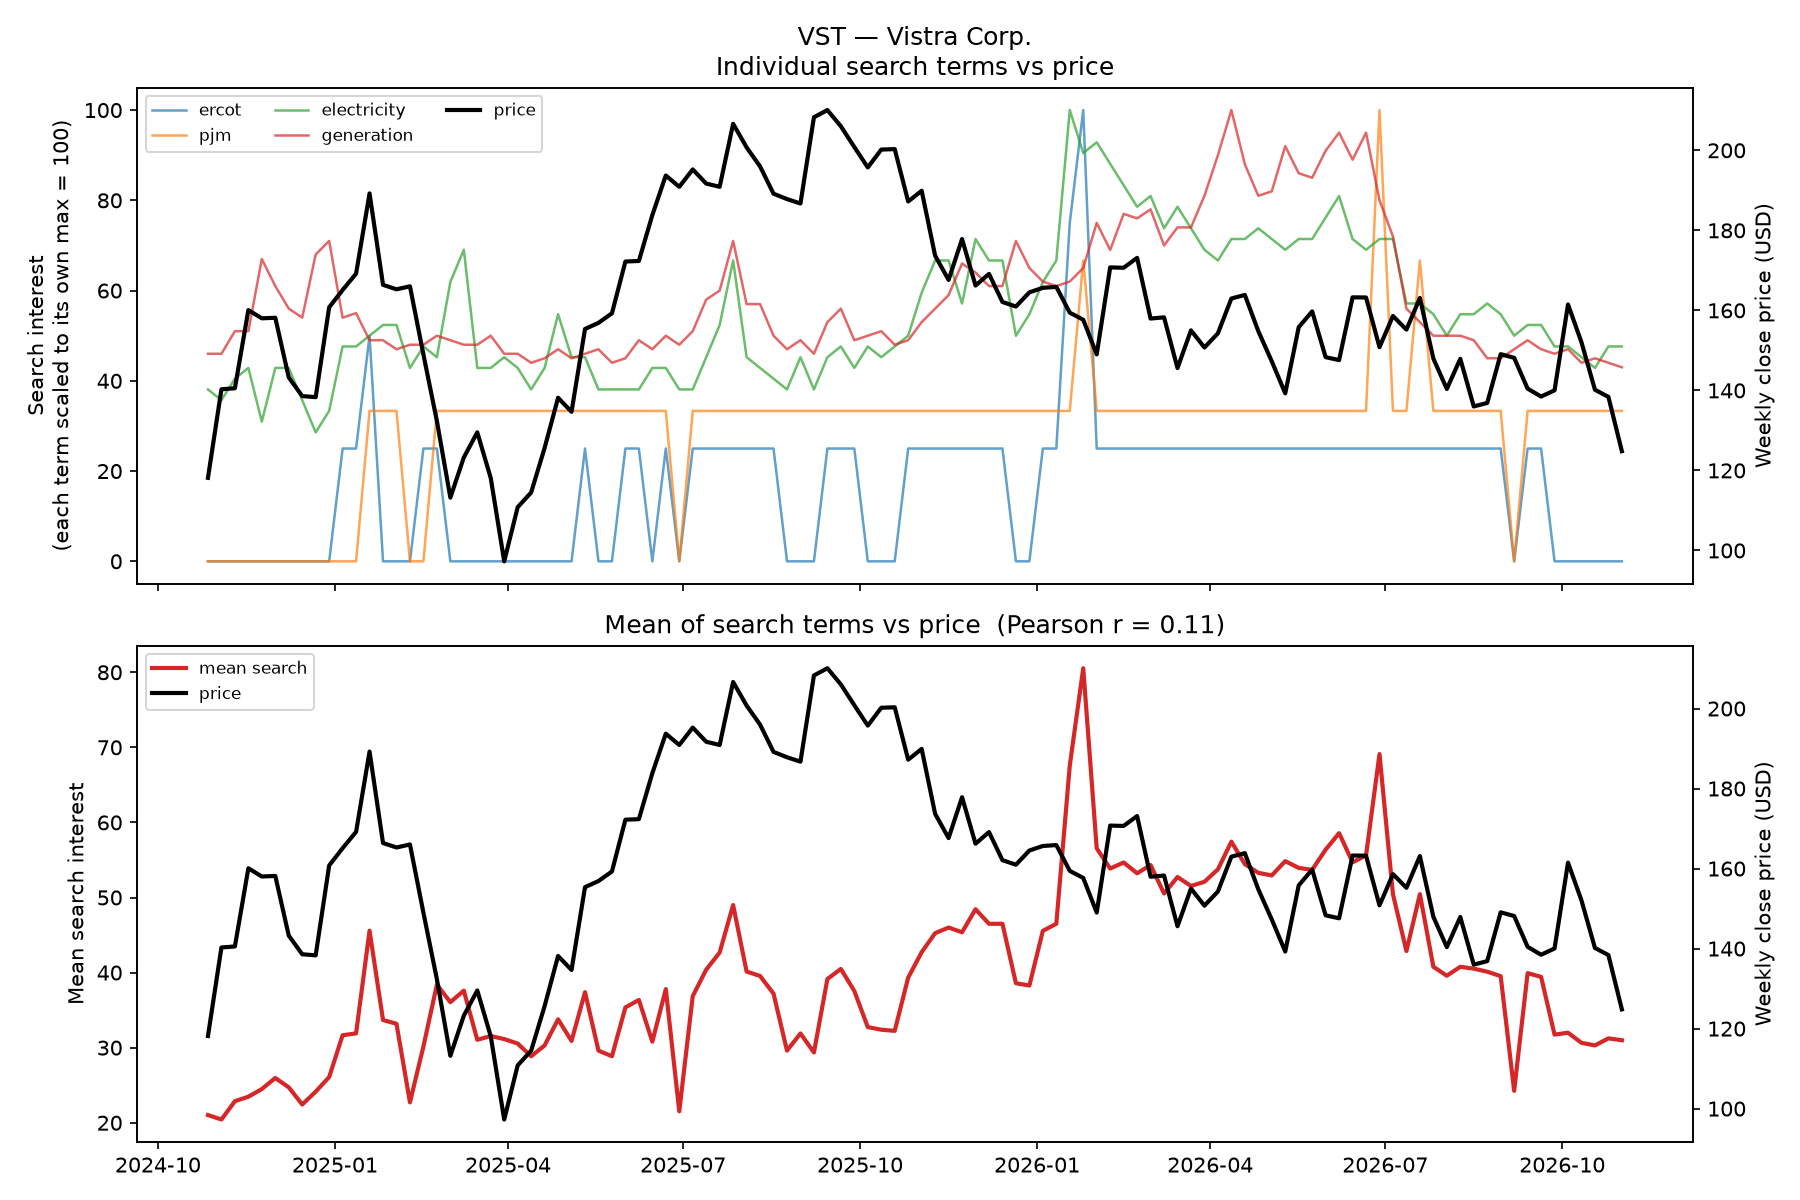 VST — Vistra Corp.
Individual search terms vs price
ercot
pjm
electricity
generation
price
100
80
60
40
20
0
Search interest
(each term scaled to its own max = 100)
200
180
160
140
120
100
Weekly close price (USD)
Mean of search terms vs price (Pearson r = 0.11)
mean search
price
80
70
60
50
40
30
20
Mean search interest
200
180
160
140
120
100
Weekly close price (USD)
2024-10
2025-01
2025-04
2025-07
2025-10
2026-01
2026-04
2026-07
2026-10